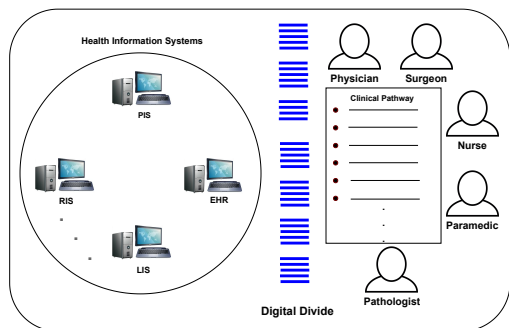 Health Information Systems
PIS
RIS
EHR
LIS
Digital Divide
Physician
Surgeon
Clinical Pathway
Nurse
Paramedic
Pathologist